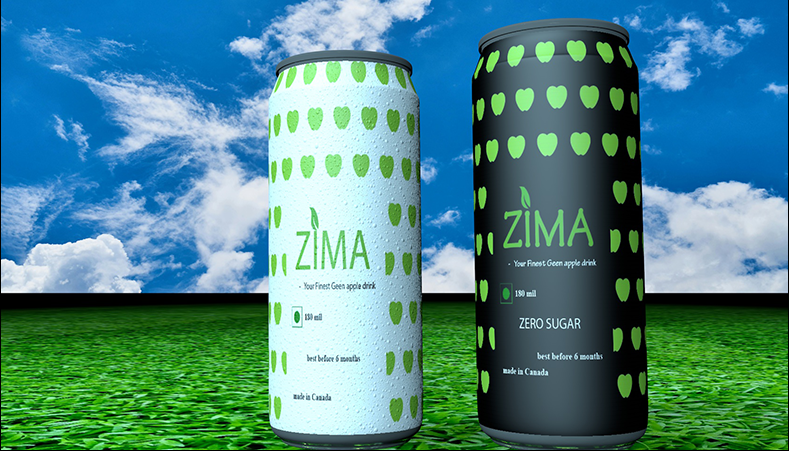 ZIMA
- Your Finest Geen apple drink
180 mil
best before 6 months
made in Canada
ZIMA
- Your Finest Geen apple drink
180 mil
ZERO SUGAR
best before 6 months
made in Canada